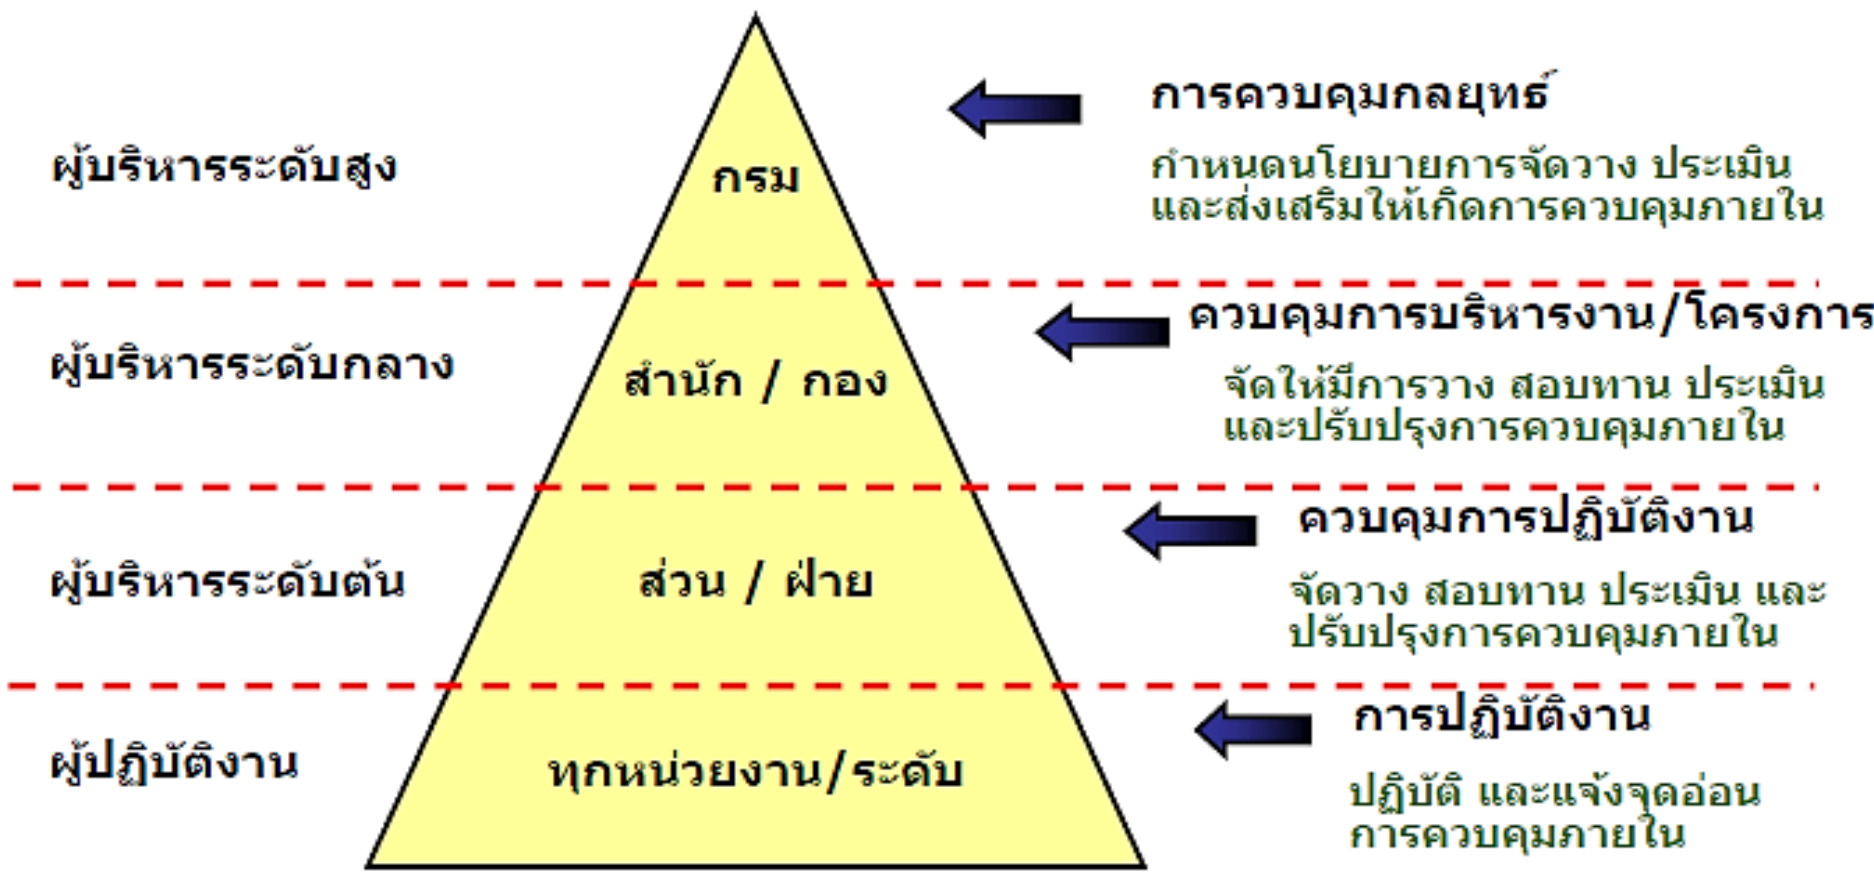 การควบคุมกลยุทธ์
ผู้บริหารระดับสูง
กรม
กำหนดนโยบายการจัดวาง ประเมิน
และส่งเสริมให้เกิดการควบคุมภายใน
ควบคุมการบริหารงาน/โครงการ
ผู้บริหารระดับกลาง
สำนัก / กอง
จัดให้มีการวาง สอบทาน ประเมิน
และปรับปรุงการควบคุมภายใน
ควบคุมการปฏิบัติงาน
ผู้บริหารระดับต้น
ส่วน / ฝ่าย
จัดวาง สอบทาน ประเมิน และ
ปรับปรุงการควบคุมภายใน
การปฏิบัติงาน
ผู้ปฏิบัติงาน
ทุกหน่วยงาน/ระดับ
ปฏิบัติ และแจ้งจุดอ่อน
การควบคุมภายใน